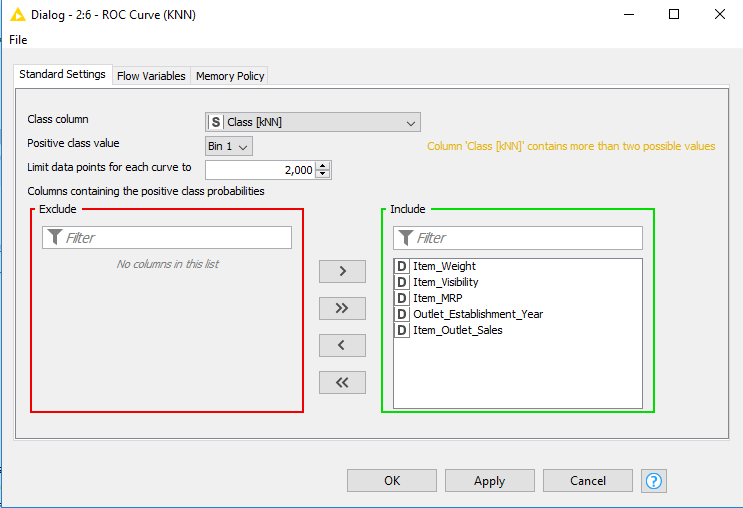 Dialog - 2:6 - ROC Curve (KNN)
File
Standard Settings Flow Variables Memory Policy
Class column S Class [kNN]
Positive class value Bin 1 Column 'Class [kNN]' contains more than two possible values
Limit data points for each curve to 2,000
Columns containing the positive class probabilities
Exclude Include
Filter Filter
No columns in this list
D Item_Weight
D Item_Visibility
D Item_MRP
D Outlet_Establishment_Year
D Item_Outlet_Sales
>
>>
<
<<
OK Apply Cancel ?